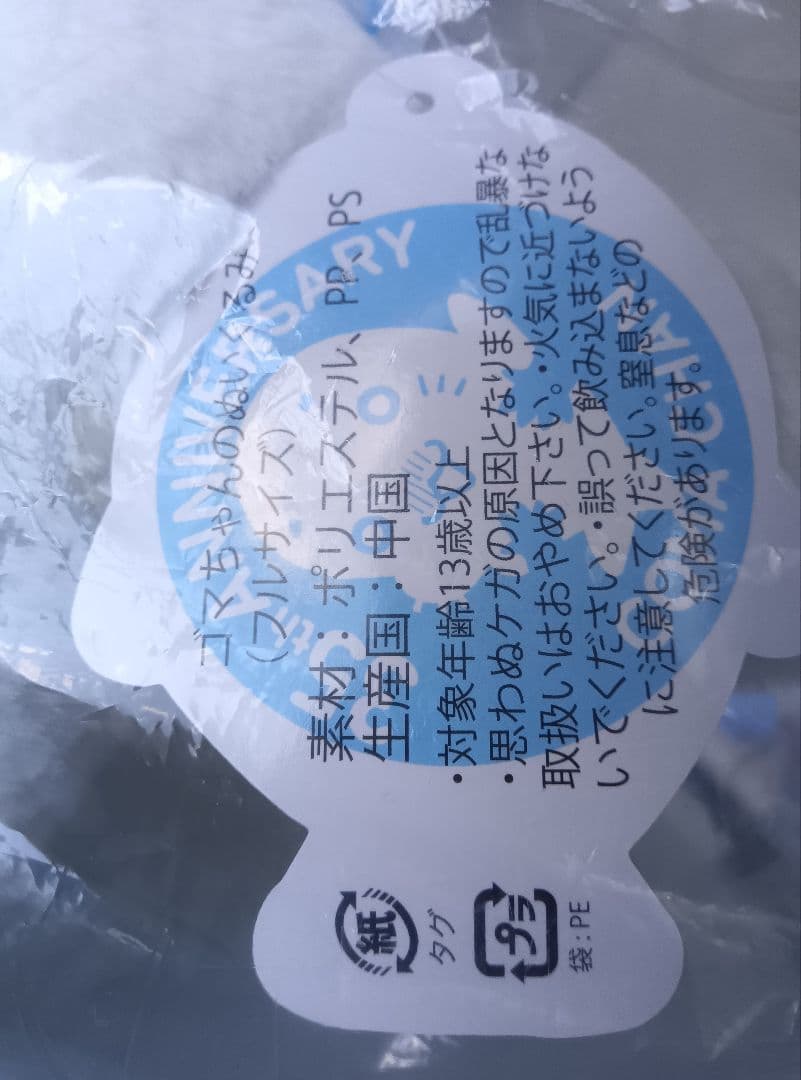 ゴマちゃんのぬいぐるみ
(フルサイズ)
素材：ポリエステル、PP、PS
生産国：中国
・対象年齢13歳以上
・思わぬケガの原因となりますので乱暴な
取扱いはおやめ下さい。・火気に近づけな
いでください。・誤って飲み込まないよう
に注意してください。窒息などの
危険があります。
紙
タグ
プラ
袋：PE
5th ANNIVERSARY
GOMA CHAN